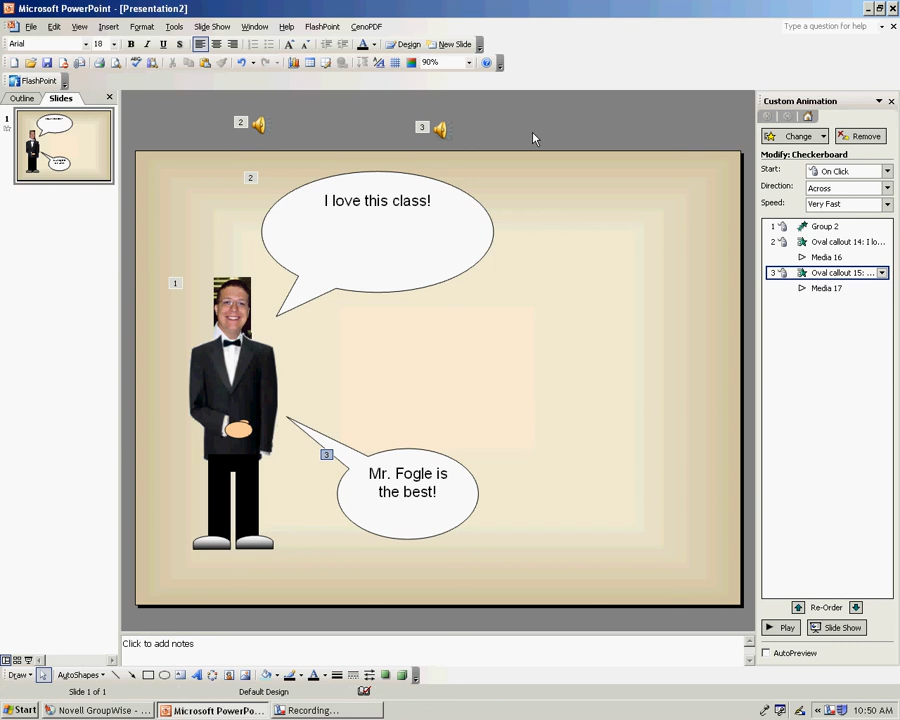 Microsoft PowerPoint - [Presentation2]
File Edit View Insert Format Tools Slide Show Window Help FlashPoint CenoPDF
Type a question for help
Arial 18 B I U S Design New Slide
90%
FlashPoint
Outline Slides
1
2
3
2
I love this class!
1
3
Mr. Fogle is
the best!
Click to add notes
Custom Animation
Change Remove
Modify: Checkerboard
Start: On Click
Direction: Across
Speed: Very Fast
1 Group 2
2 Oval callout 14: I lo...
Media 16
3 Oval callout 15: ...
Media 17
Re-Order
Play Slide Show
AutoPreview
Draw AutoShapes
Slide 1 of 1 Default Design
Start Novell GroupWise - ... Microsoft PowerPo... Recording... 10:50 AM